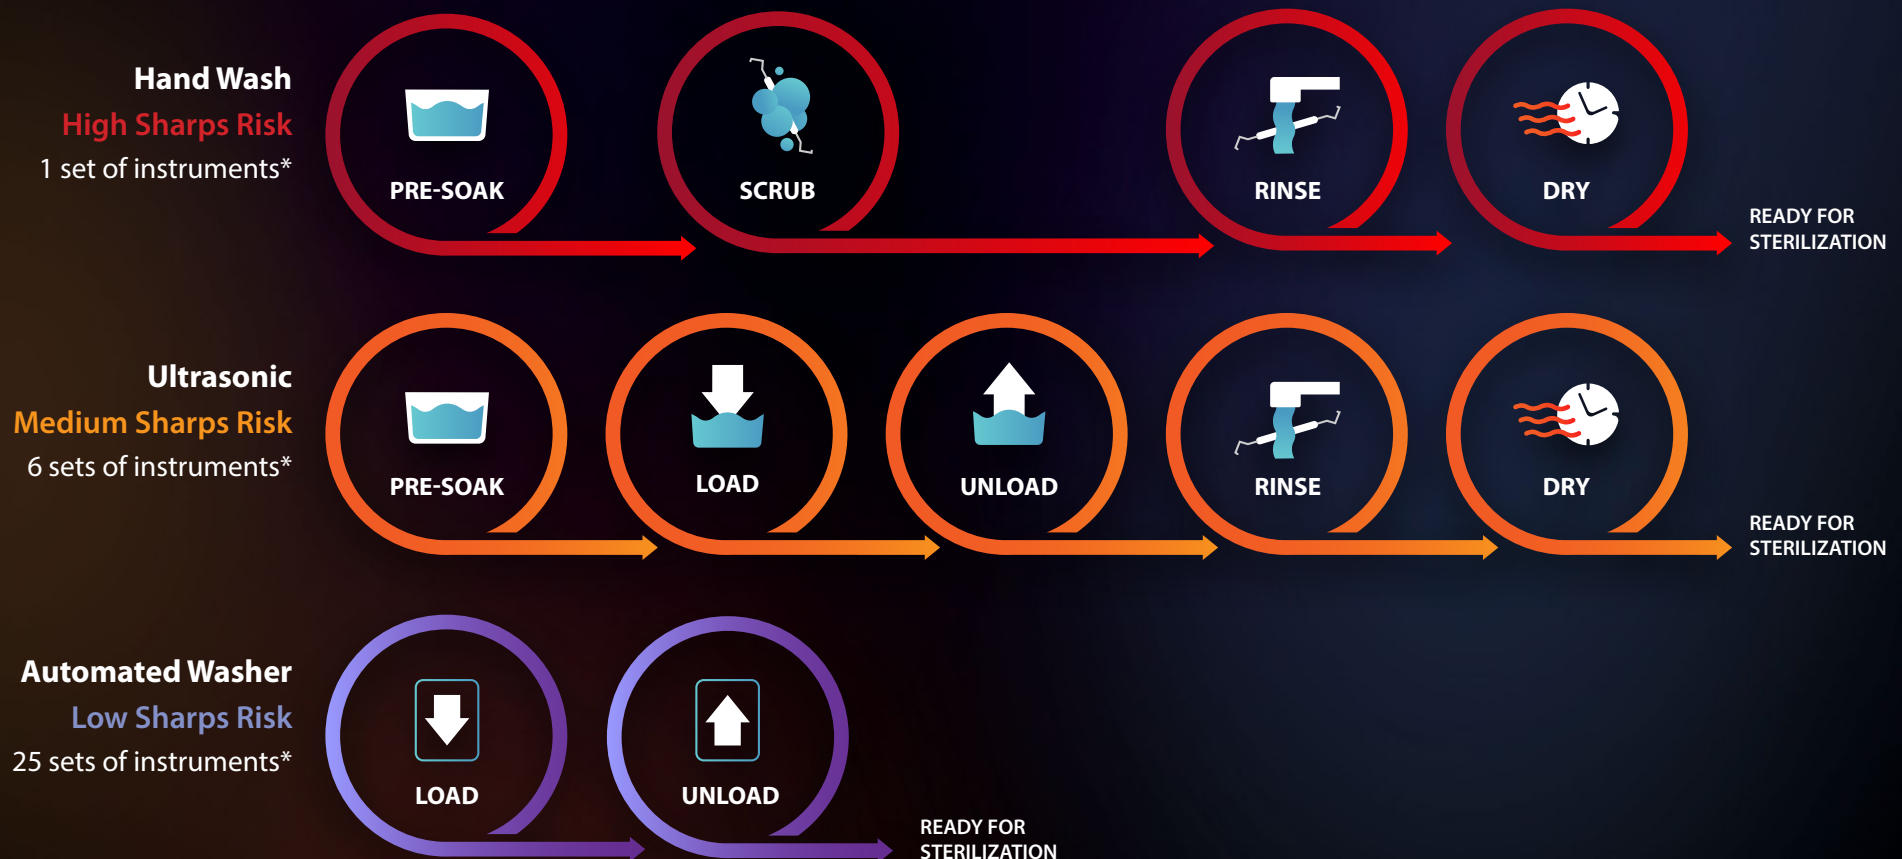 Hand Wash
High Sharps Risk
1 set of instruments*
PRE-SOAK
SCRUB
RINSE
DRY
READY FOR
STERILIZATION
Ultrasonic
Medium Sharps Risk
6 sets of instruments*
PRE-SOAK
LOAD
UNLOAD
RINSE
DRY
READY FOR
STERILIZATION
Automated Washer
Low Sharps Risk
25 sets of instruments*
LOAD
UNLOAD
READY FOR
STERILIZATION